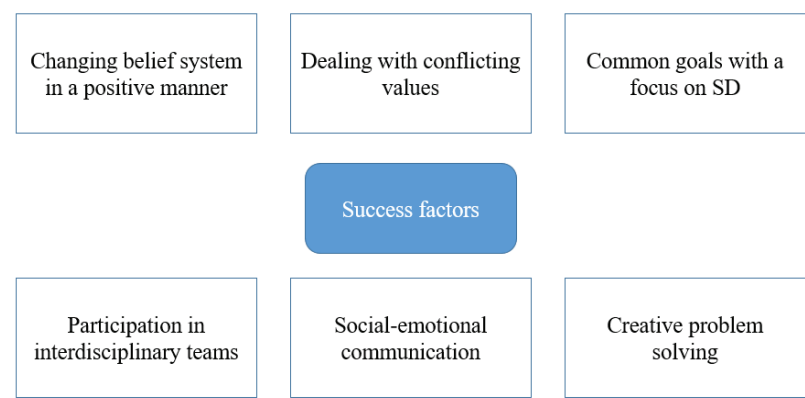 Changing belief system
in a positive manner
Dealing with conflicting
values
Common goals with a
focus on SD
Success factors
Participation in
interdisciplinary teams
Social-emotional
communication
Creative problem
solving